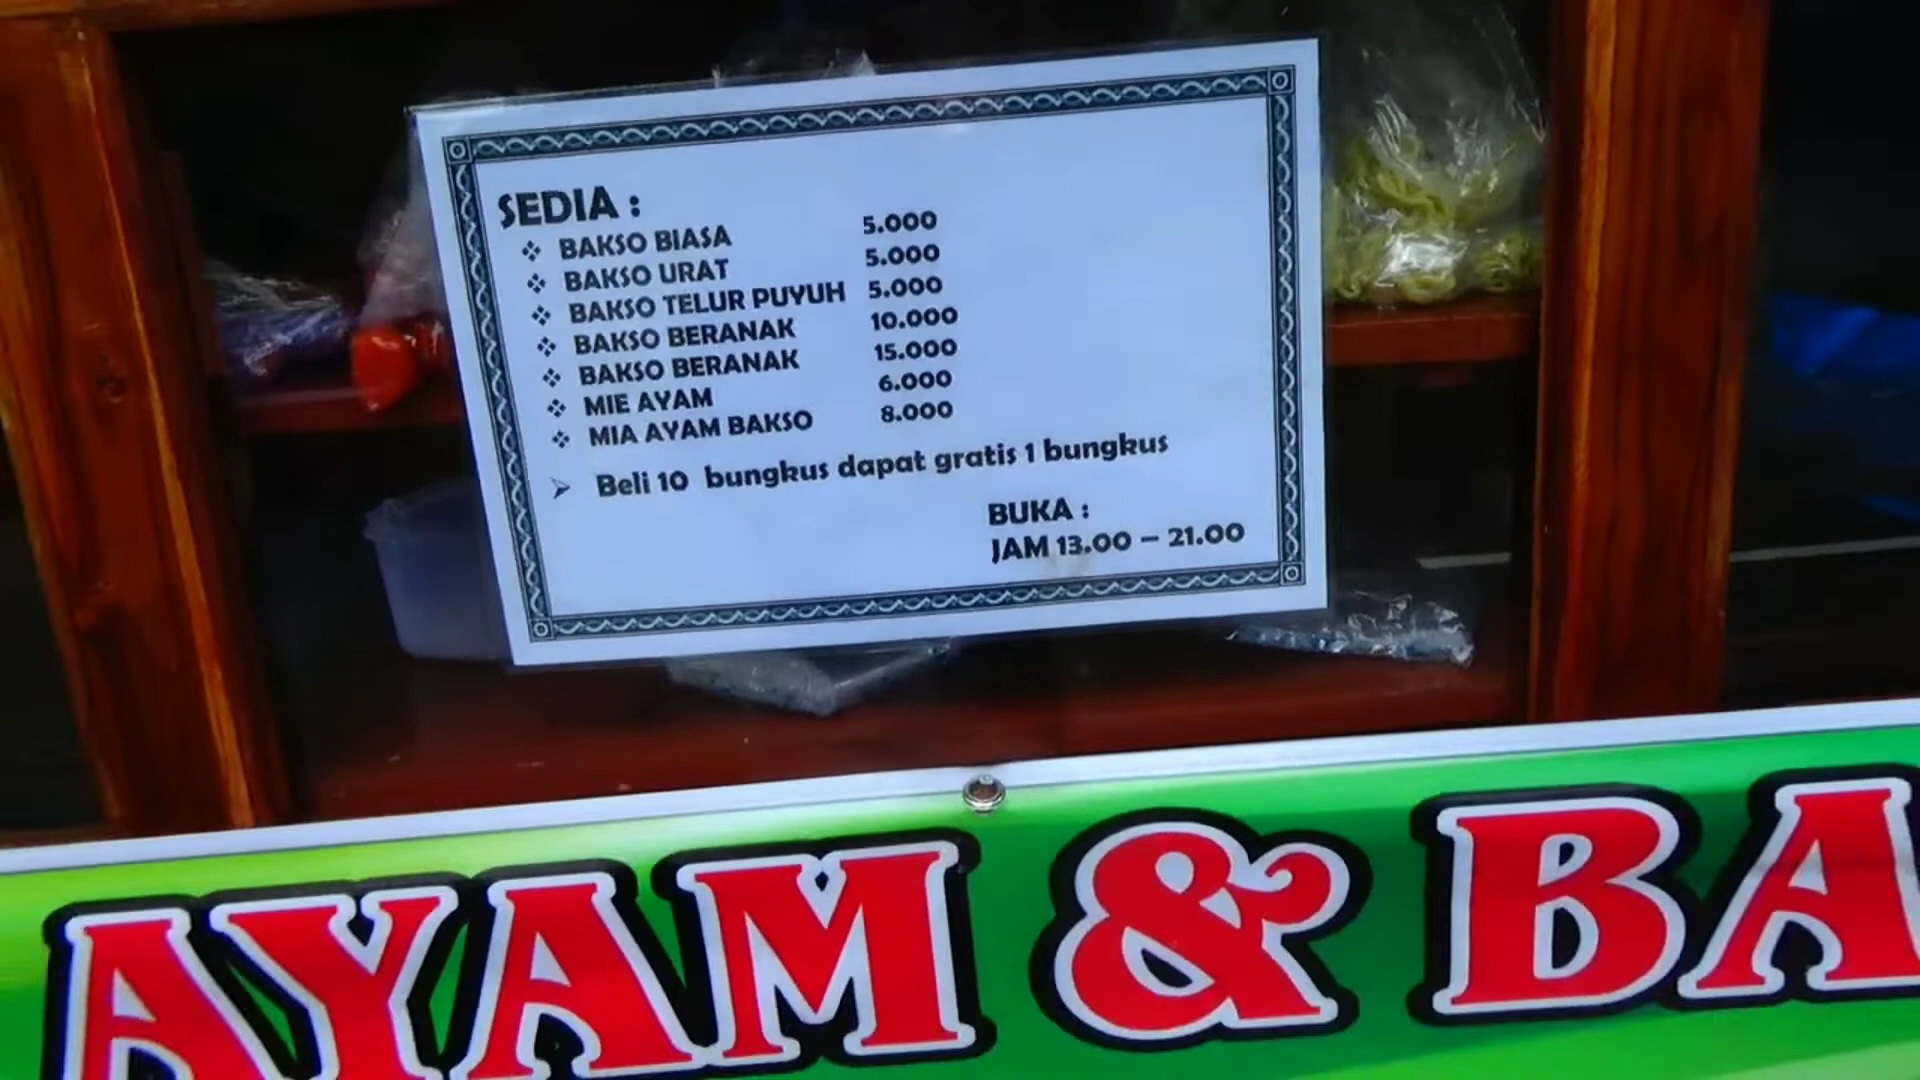 SEDIA :
❖ BAKSO BIASA 5.000
❖ BAKSO URAT 5.000
❖ BAKSO TELUR PUYUH 5.000
❖ BAKSO BERANAK 10.000
❖ BAKSO BERANAK 15.000
❖ MIE AYAM 6.000
❖ MIA AYAM BAKSO 8.000
➢ Beli 10 bungkus dapat gratis 1 bungkus
BUKA :
JAM 13.00 – 21.00
AYAM & BA